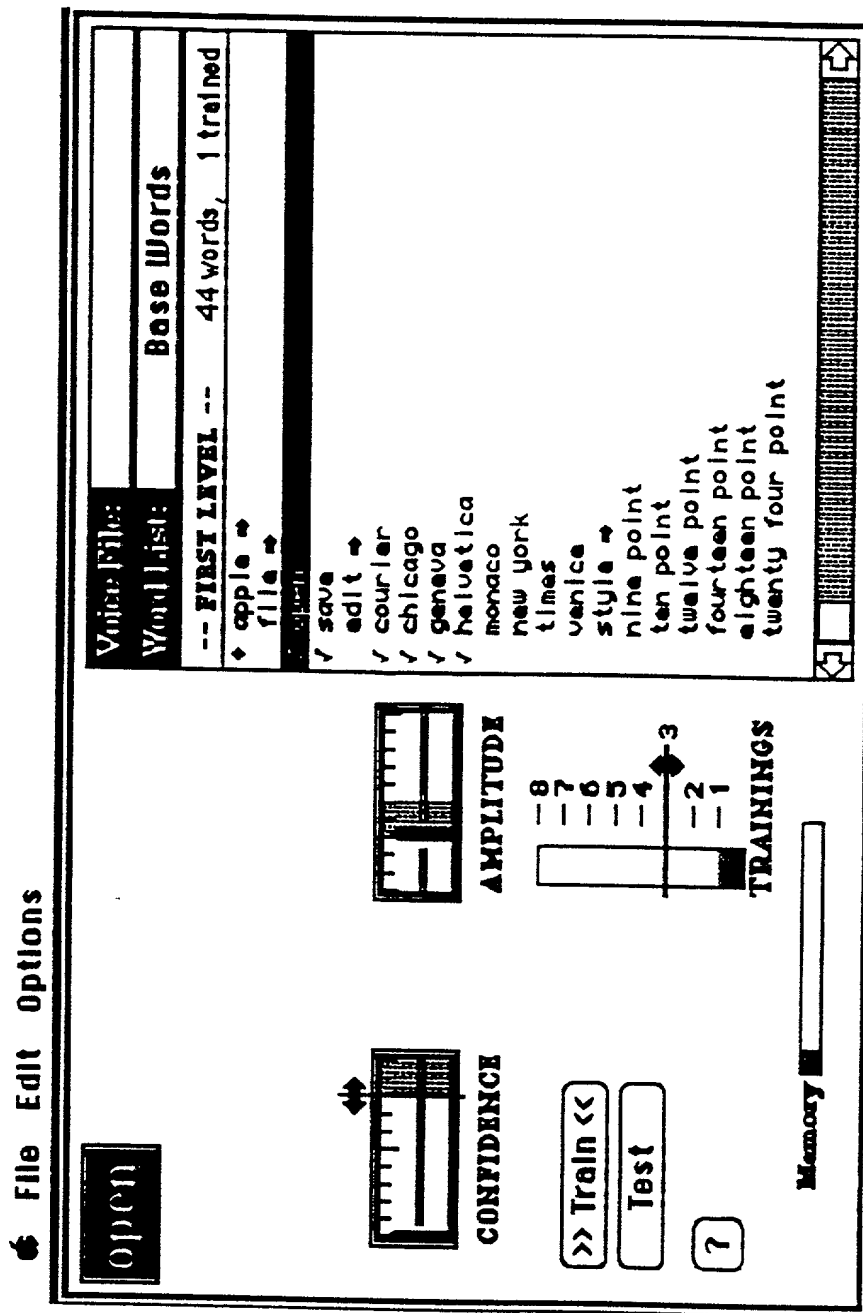 File Edit Options
open
Voice File:
Word List: Base Words
-- FIRST LEVEL -- 44 words, 1 trained
♦ apple ⇒
file ⇒
open
✓ save
edit ⇒
✓ courier
✓ chicago
✓ geneva
✓ helvetica
monaco
new york
times
venice
style ⇒
nine point
ten point
twelve point
fourteen point
eighteen point
twenty four point
CONFIDENCE
AMPLITUDE
>> Train <<
Test
?
—8
—7
—6
—5
—4
3
—2
—1
TRAININGS
Memory